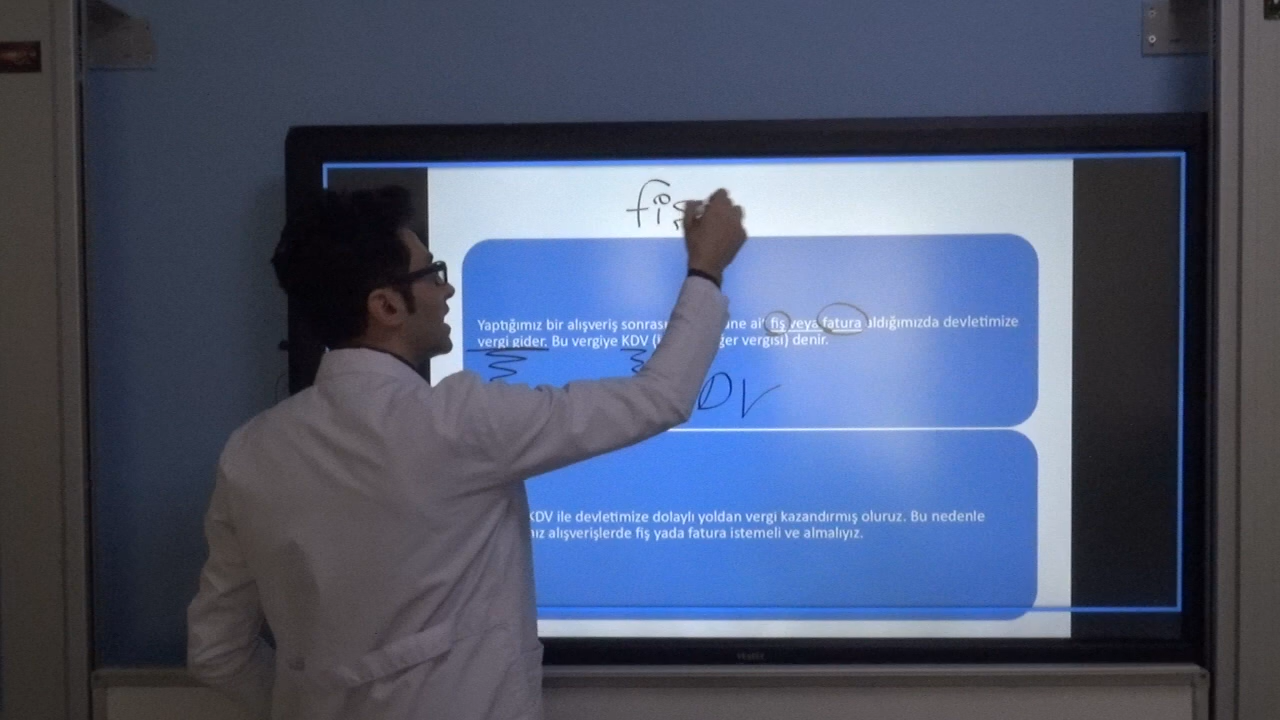 fiş
Yaptığımız bir alışveriş sonrası ait fiş veya fatura aldığımızda devletimize
vergi gider. Bu vergiye KDV ( vergisi) denir.
DV
KDV ile devletimize dolaylı yoldan vergi kazandırmış oluruz. Bu nedenle
alışverişlerde fiş yada fatura istemeli ve almalıyız.